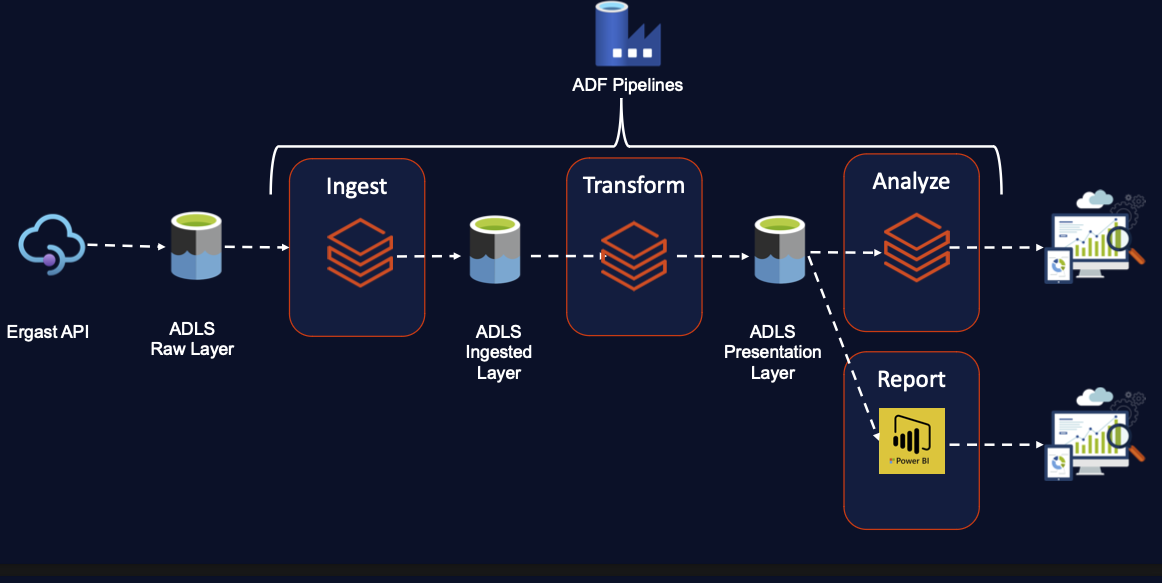 ADF Pipelines
Ingest
Transform
Analyze
Ergast API
ADLS
Raw Layer
ADLS
Ingested
Layer
ADLS
Presentation
Layer
Report
Power BI